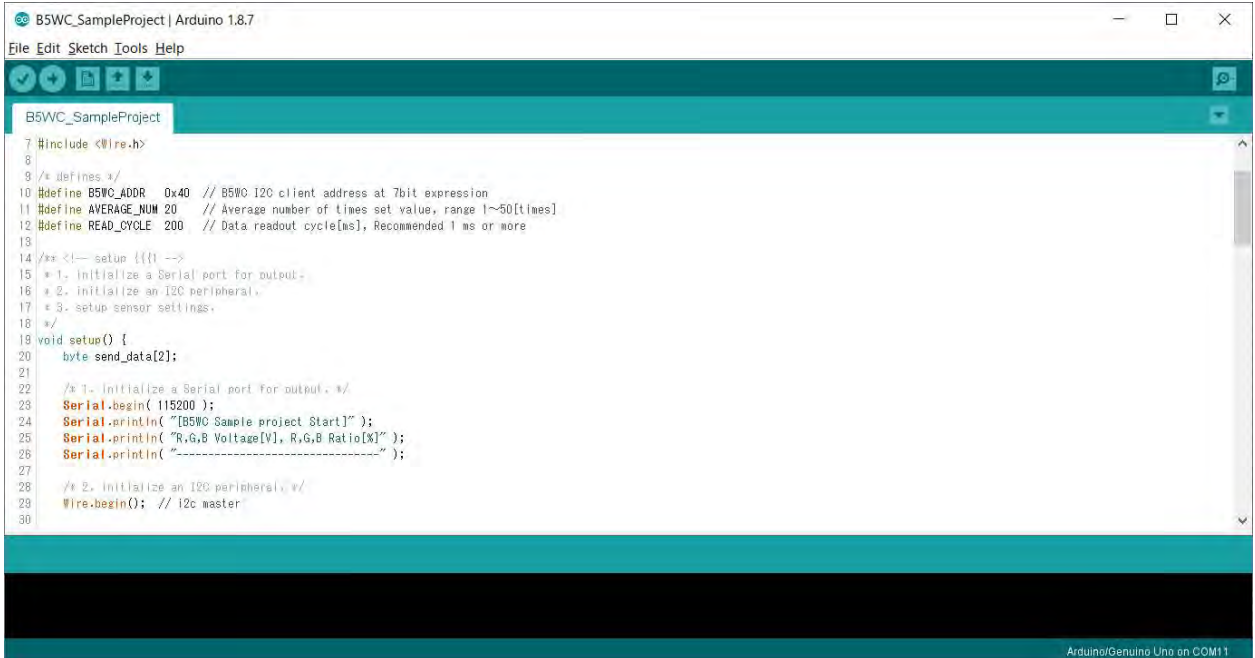 B5WC_SampleProject | Arduino 1.8.7
File Edit Sketch Tools Help
B5WC_SampleProject
7 #include <Wire.h>
8
9 /* defines */
10 #define B5WC_ADDR   0x40  // B5WC I2C client address at 7bit expression
11 #define AVERAGE_NUM 20    // Average number of times set value, range 1~50[times]
12 #define READ_CYCLE  200   // Data readout cycle[ms], Recommended 1 ms or more
13
14 /** <!-- setup {{{1 -->
15  * 1. initialize a Serial port for output.
16  * 2. initialize an I2C peripheral.
17  * 3. setup sensor settings.
18  */
19 void setup() {
20     byte send_data[2];
21
22     /* 1. initialize a Serial port for output. */
23     Serial.begin( 115200 );
24     Serial.println( "[B5WC Sample project Start]" );
25     Serial.println( "R,G,B Voltage[V], R,G,B Ratio[%]" );
26     Serial.println( "--------------------------------" );
27
28     /* 2. initialize an I2C peripheral. */
29     Wire.begin();  // i2c master
30
Arduino/Genuino Uno on COM11